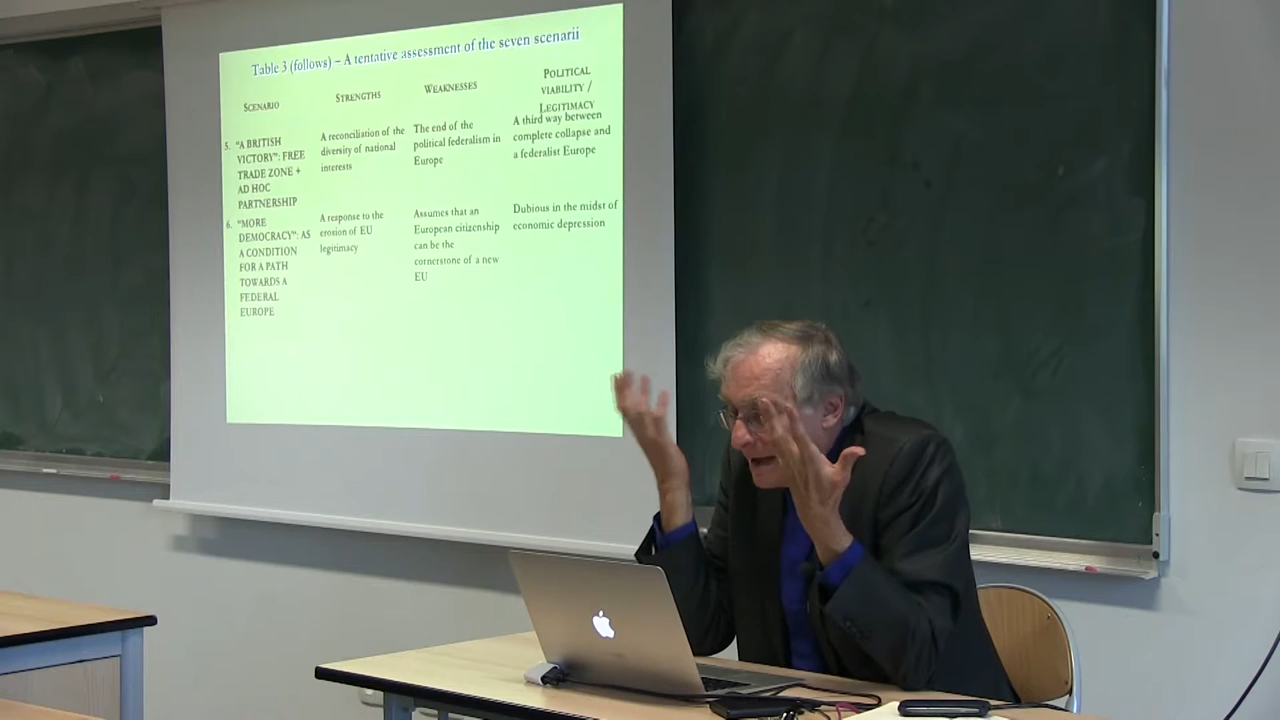 Table 3 (follows) – A tentative assessment of the seven scenarii
SCENARIO
STRENGTHS
WEAKNESSES
POLITICAL
VIABILITY /
LEGITIMACY
5. "A BRITISH
VICTORY": FREE
TRADE ZONE +
AD HOC
PARTNERSHIP
A reconciliation of the
diversity of national
interests
The end of the
political federalism in
Europe
A third way between
complete collapse and
a federalist Europe
6. "MORE
DEMOCRACY": AS
A CONDITION
FOR A PATH
TOWARDS A
FEDERAL
EUROPE
A response to the
erosion of EU
legitimacy
Assumes that an
European citizenship
can be the
cornerstone of a new
EU
Dubious in the midst of
economic depression